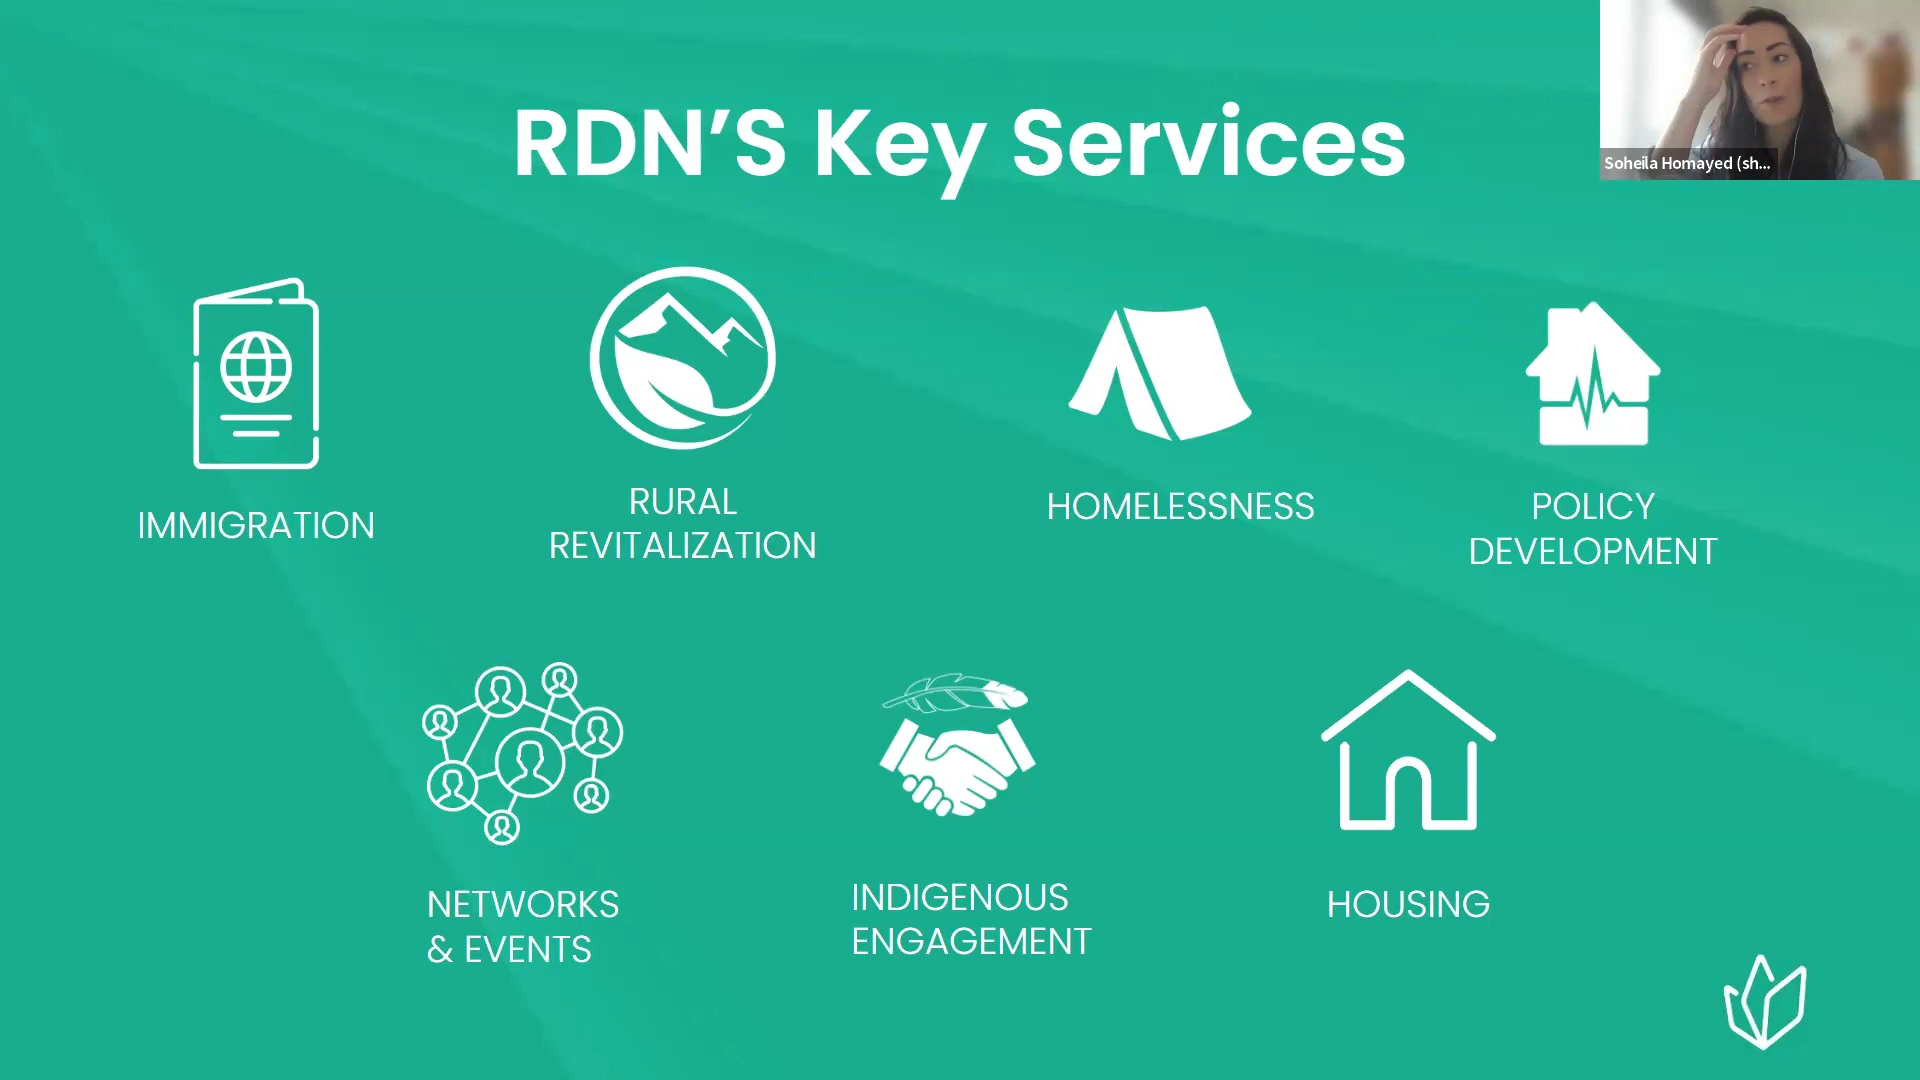 RDN’S Key Services
Soheila Homayed (sh...
IMMIGRATION
RURAL
REVITALIZATION
HOMELESSNESS
POLICY
DEVELOPMENT
NETWORKS
& EVENTS
INDIGENOUS
ENGAGEMENT
HOUSING